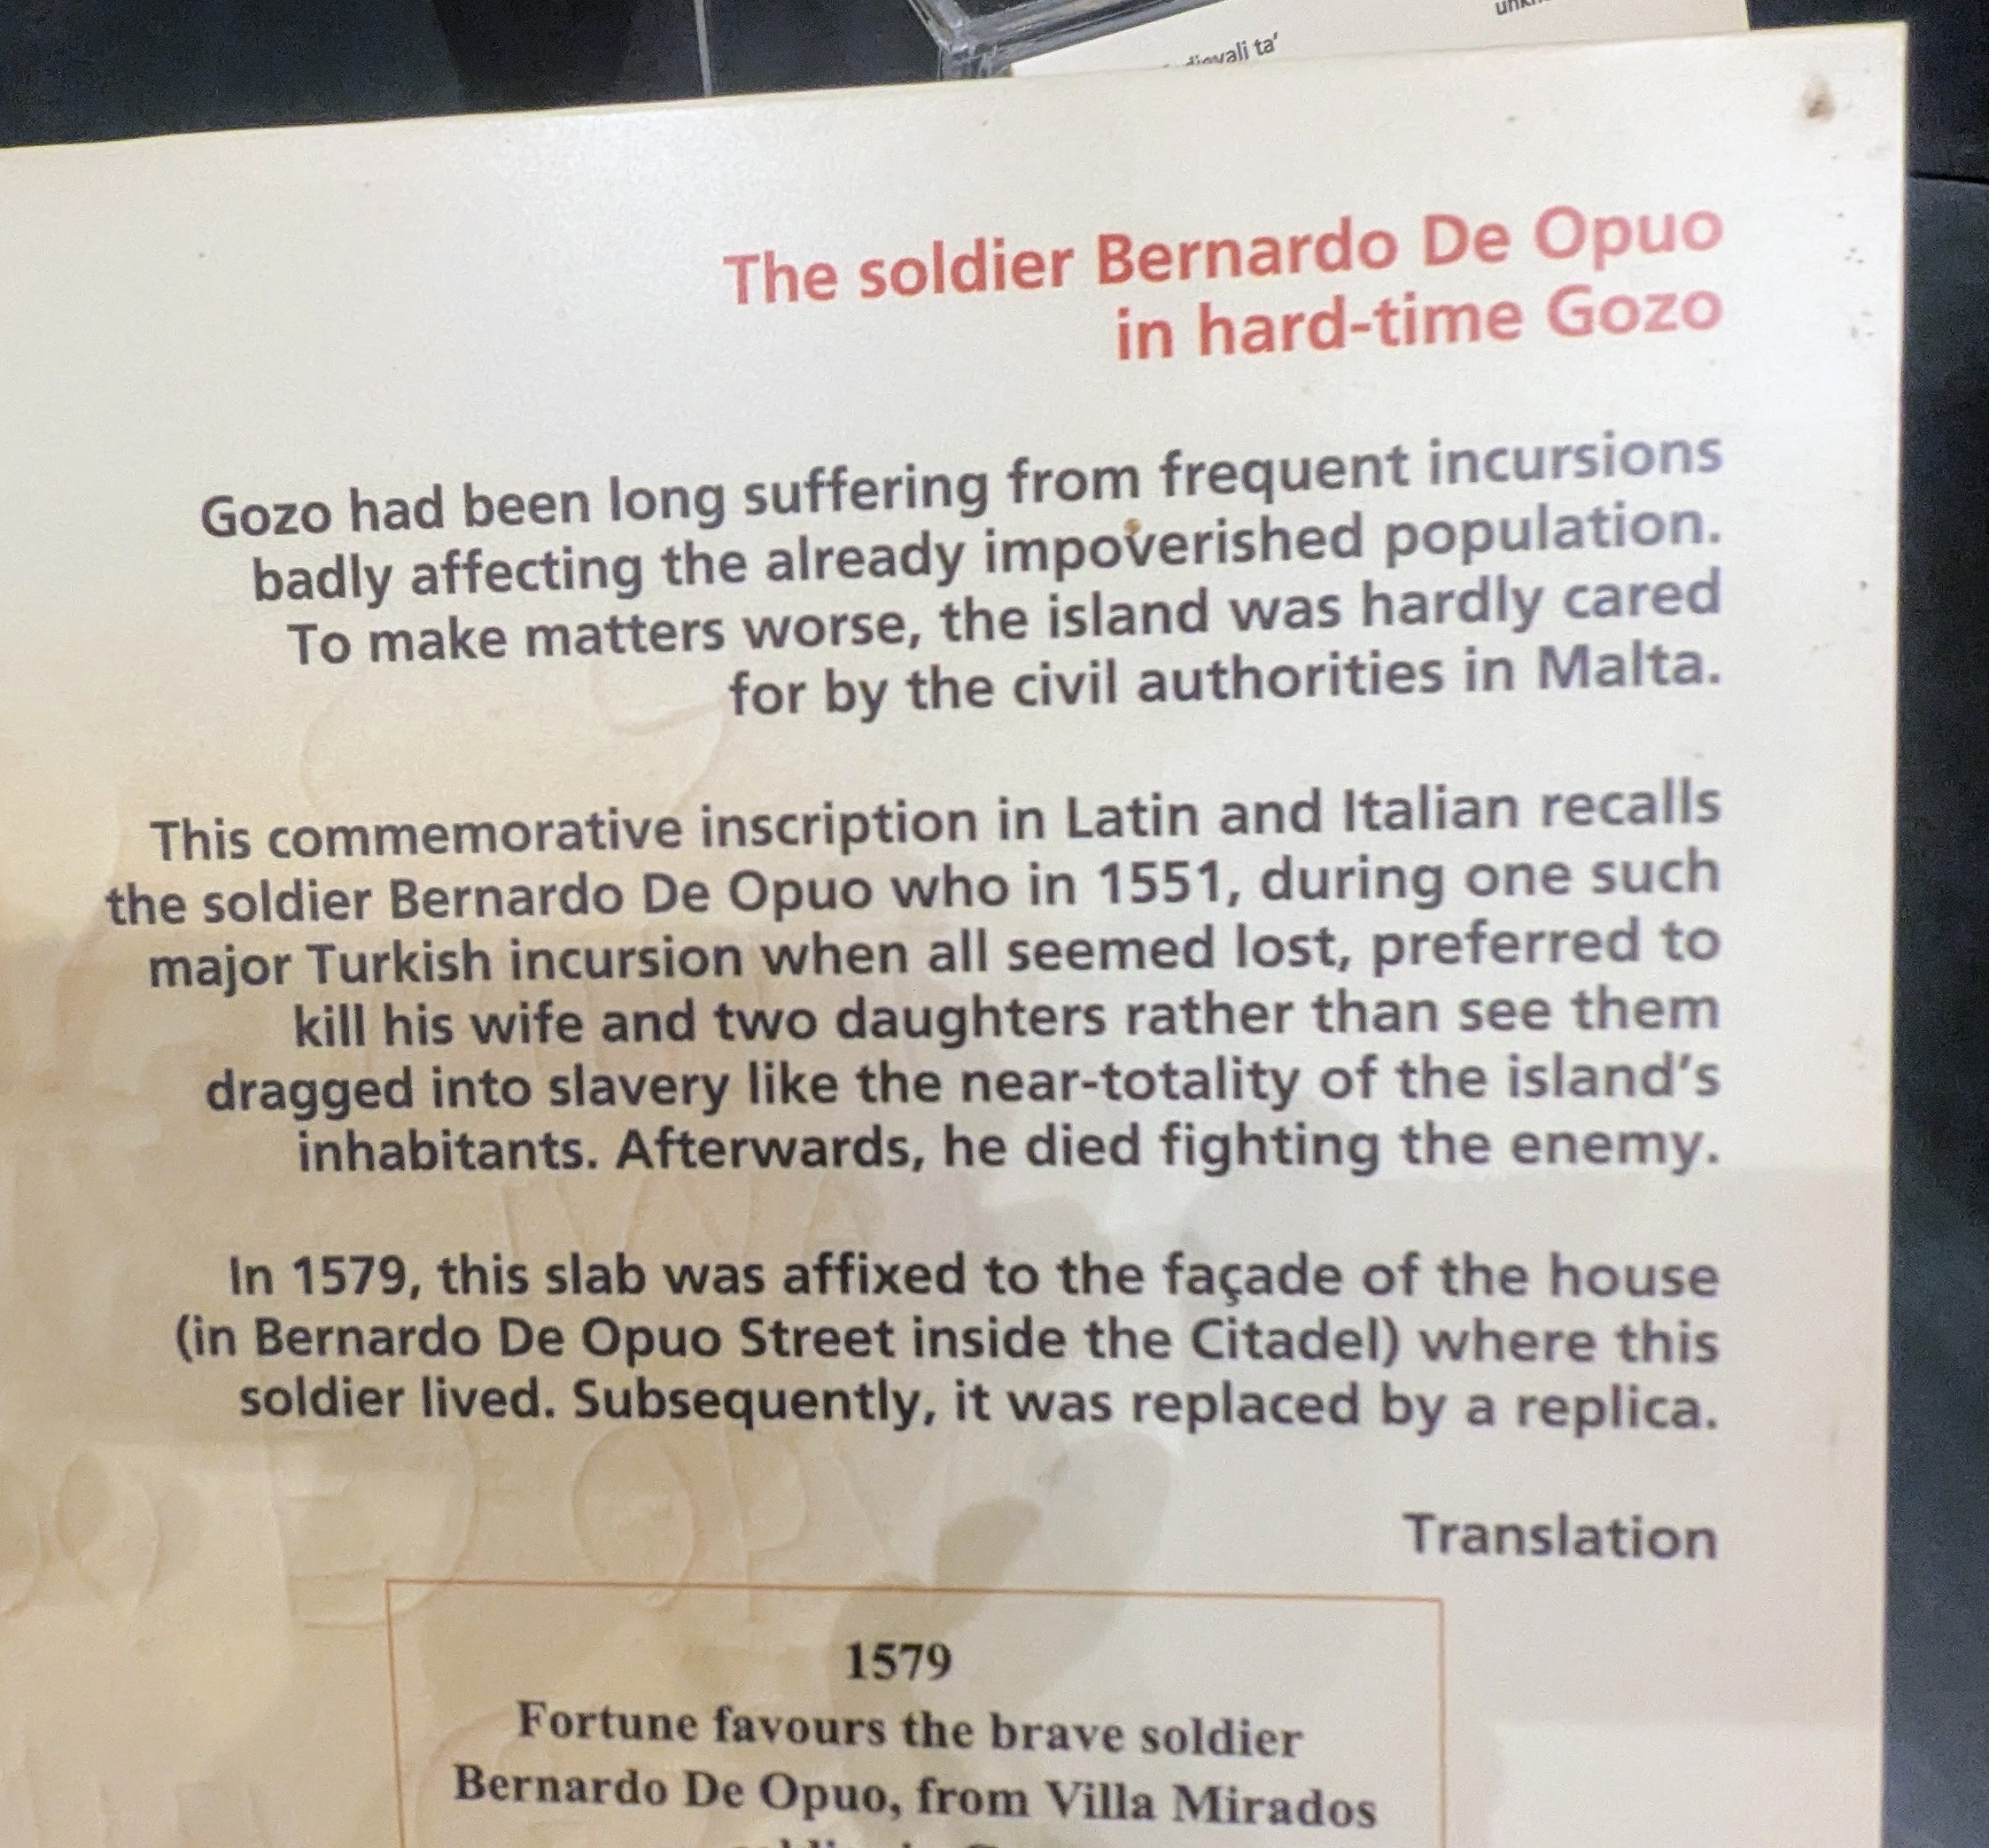 ta'
The soldier Bernardo De Opuo
in hard-time Gozo
Gozo had been long suffering from frequent incursions
badly affecting the already impoverished population.
To make matters worse, the island was hardly cared
for by the civil authorities in Malta.
This commemorative inscription in Latin and Italian recalls
the soldier Bernardo De Opuo who in 1551, during one such
major Turkish incursion when all seemed lost, preferred to
kill his wife and two daughters rather than see them
dragged into slavery like the near-totality of the island's
inhabitants. Afterwards, he died fighting the enemy.
In 1579, this slab was affixed to the façade of the house
(in Bernardo De Opuo Street inside the Citadel) where this
soldier lived. Subsequently, it was replaced by a replica.
Translation
1579
Fortune favours the brave soldier
Bernardo De Opuo, from Villa Mirados